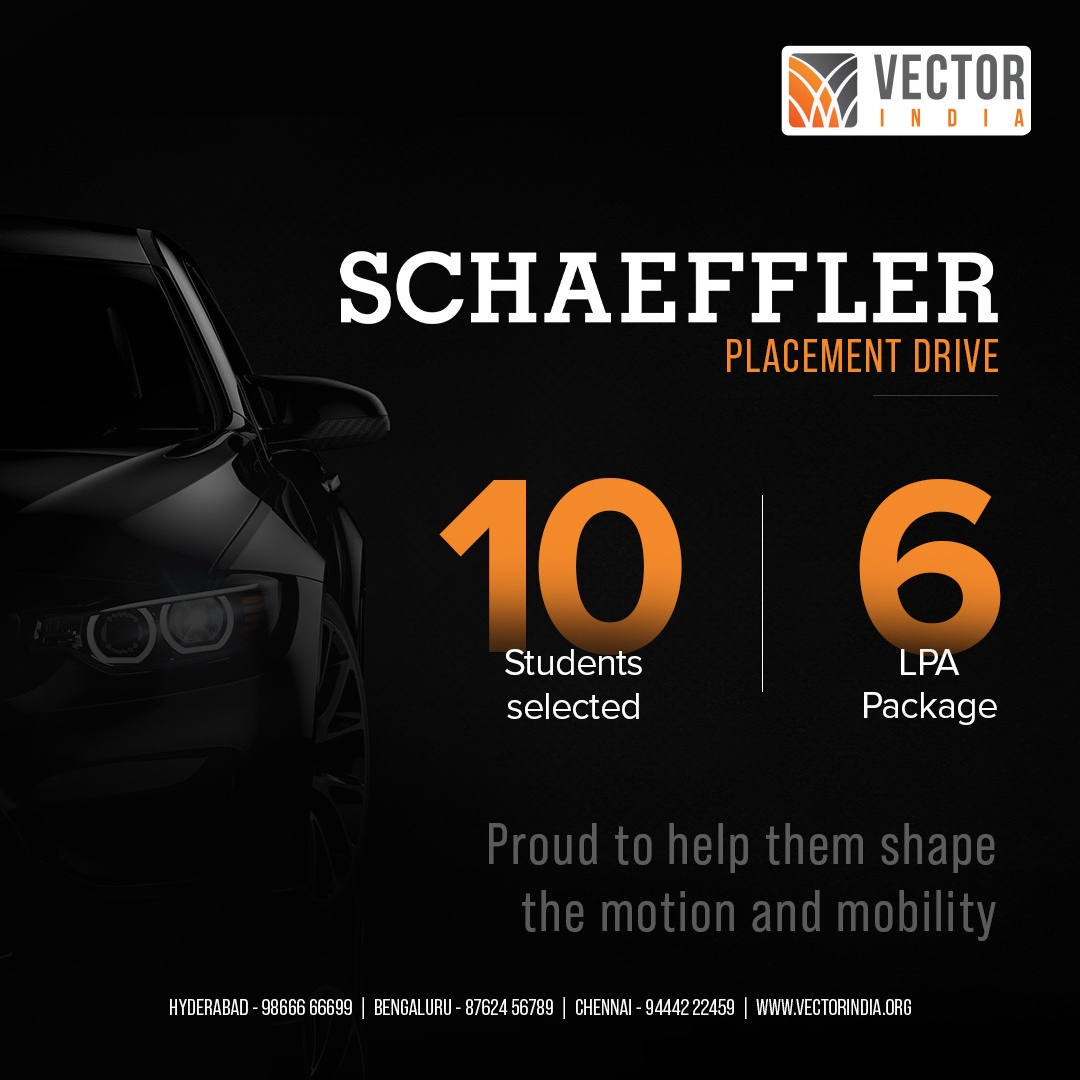 VECTOR
INDIA
SCHAEFFLER
PLACEMENT DRIVE
10
Students
selected
6
LPA
Package
Proud to help them shape
the motion and mobility
HYDERABAD - 98666 66699 | BENGALURU - 87624 56789 | CHENNAI - 94442 22459 | WWW.VECTORINDIA.ORG